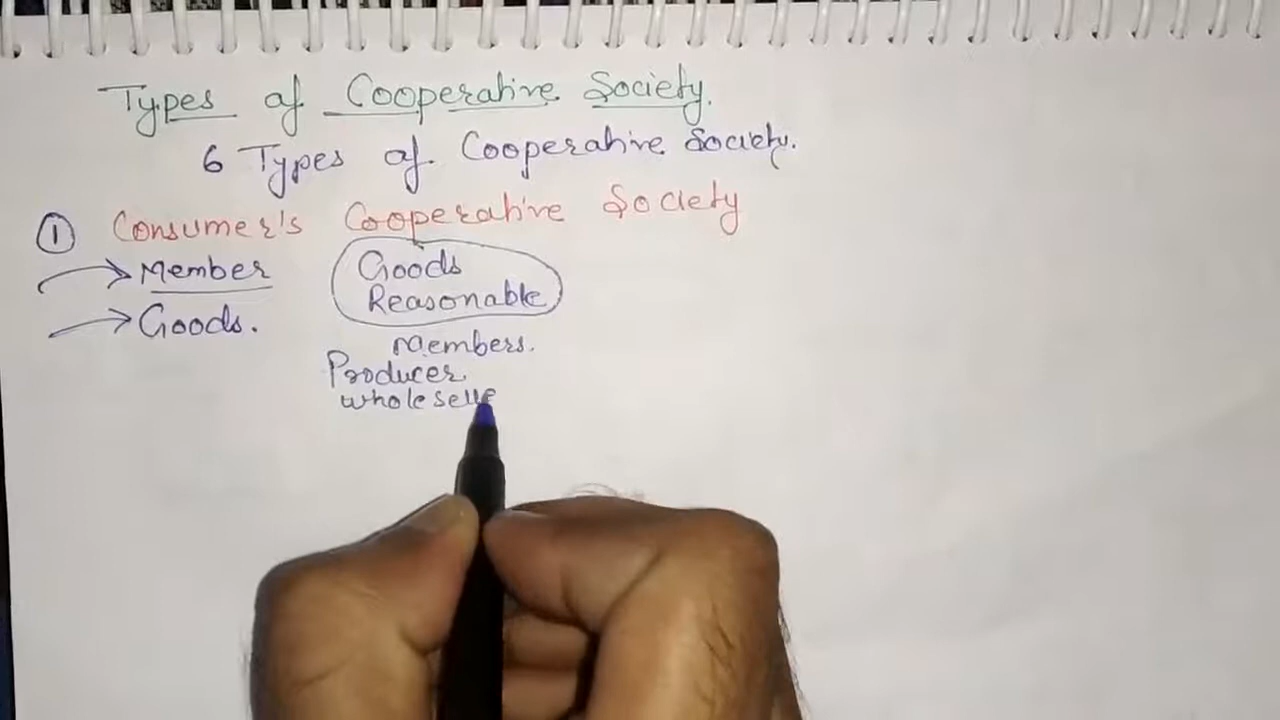 Types of Cooperative Society.
6 Types of Cooperative Society.
① Consumer's Cooperative Society
Member
Goods.
Goods
Reasonable
Members.
Producer.
wholeselle